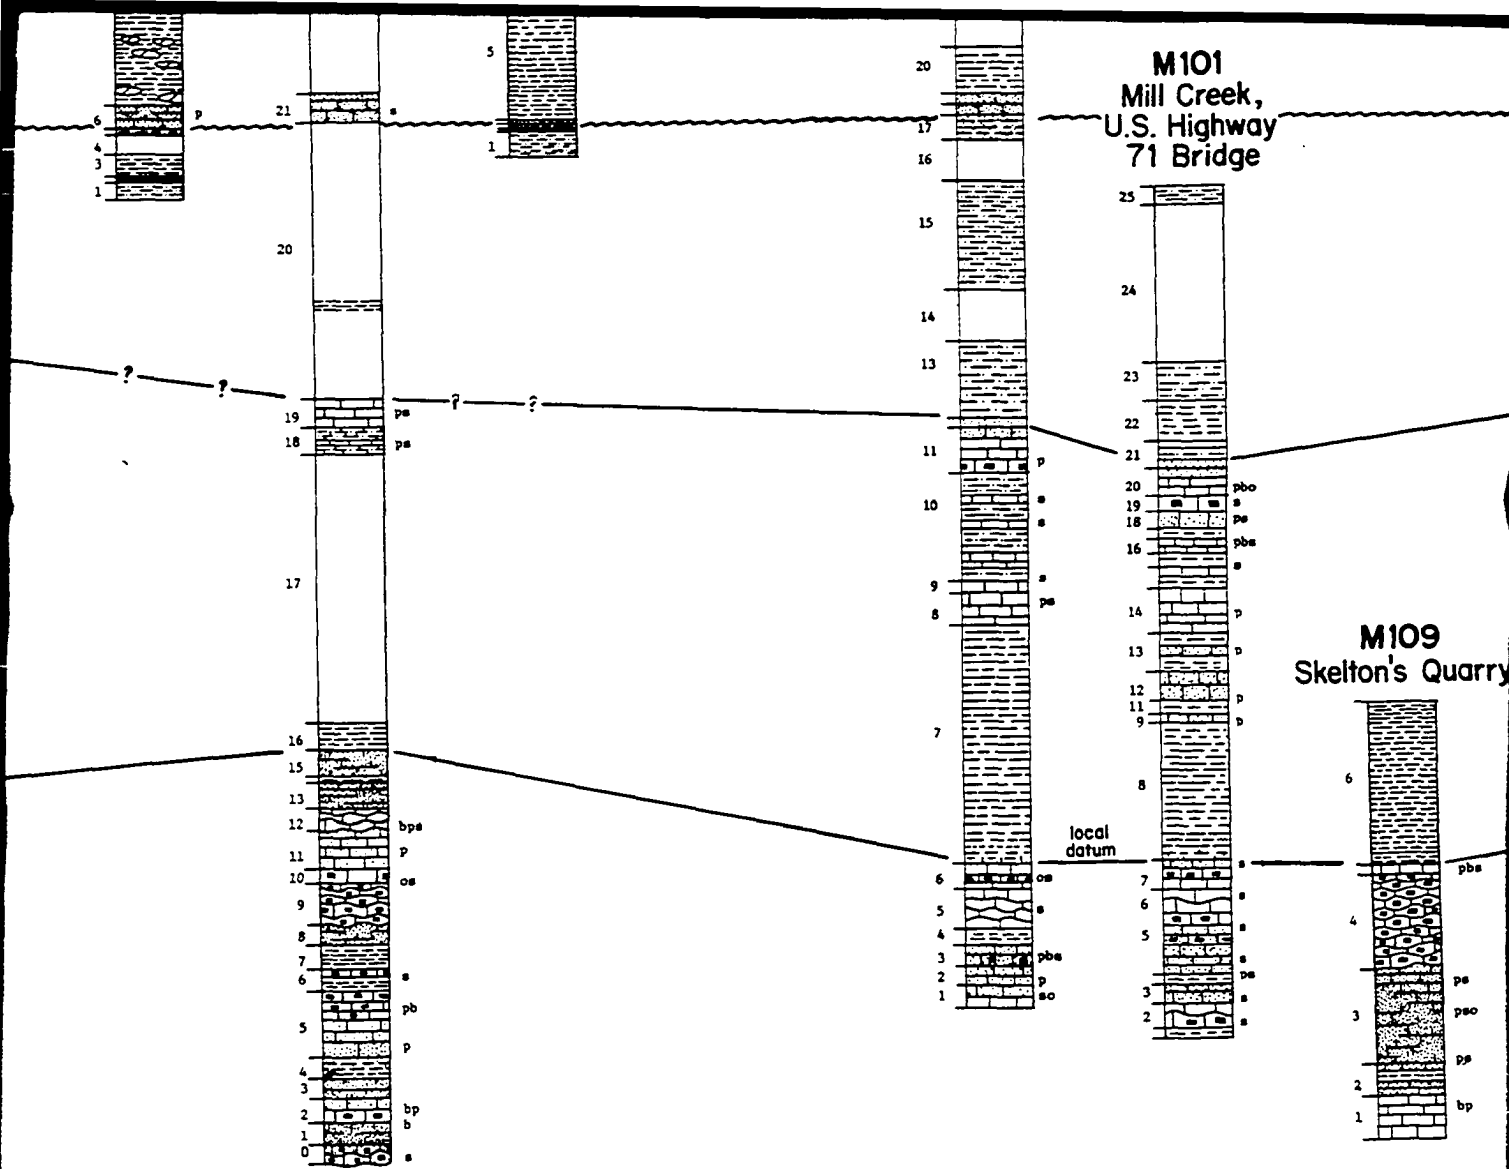 M101
Mill Creek,
U.S. Highway
71 Bridge
6
p
4
3
1
21
s
20
19
ps
18
ps
17
16
15
13
12
bps
11
p
10
os
9
8
7
6
s
5
pb
p
4
3
2
bp
1
b
0
s
5
1
20
17
16
15
14
13
11
p
10
s
s
9
s
8
ps
7
6
os
5
s
4
3
pbs
2
p
1
so
local
datum
25
24
23
22
21
20
pbo
19
s
18
ps
16
pbs
s
14
p
13
p
12
p
11
9
p
8
s
7
s
6
5
s
s
ps
3
s
2
s
M109
Skelton's Quarry
6
pbs
4
ps
3
pso
ps
2
1
bp
?
?
?
?